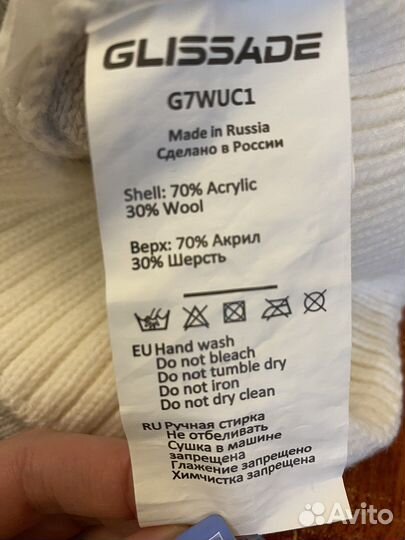 GLISSADE
G7WUC1
Made in Russia
Сделано в России
Shell: 70% Acrylic
30% Wool
Верх: 70% Акрил
30% Шерсть
EU Hand wash
Do not bleach
Do not tumble dry
Do not iron
Do not dry clean
RU Ручная стирка
Не отбеливать
Сушка в машине
запрещена
Глажение запрещено
Химчистка запрещена
Avito